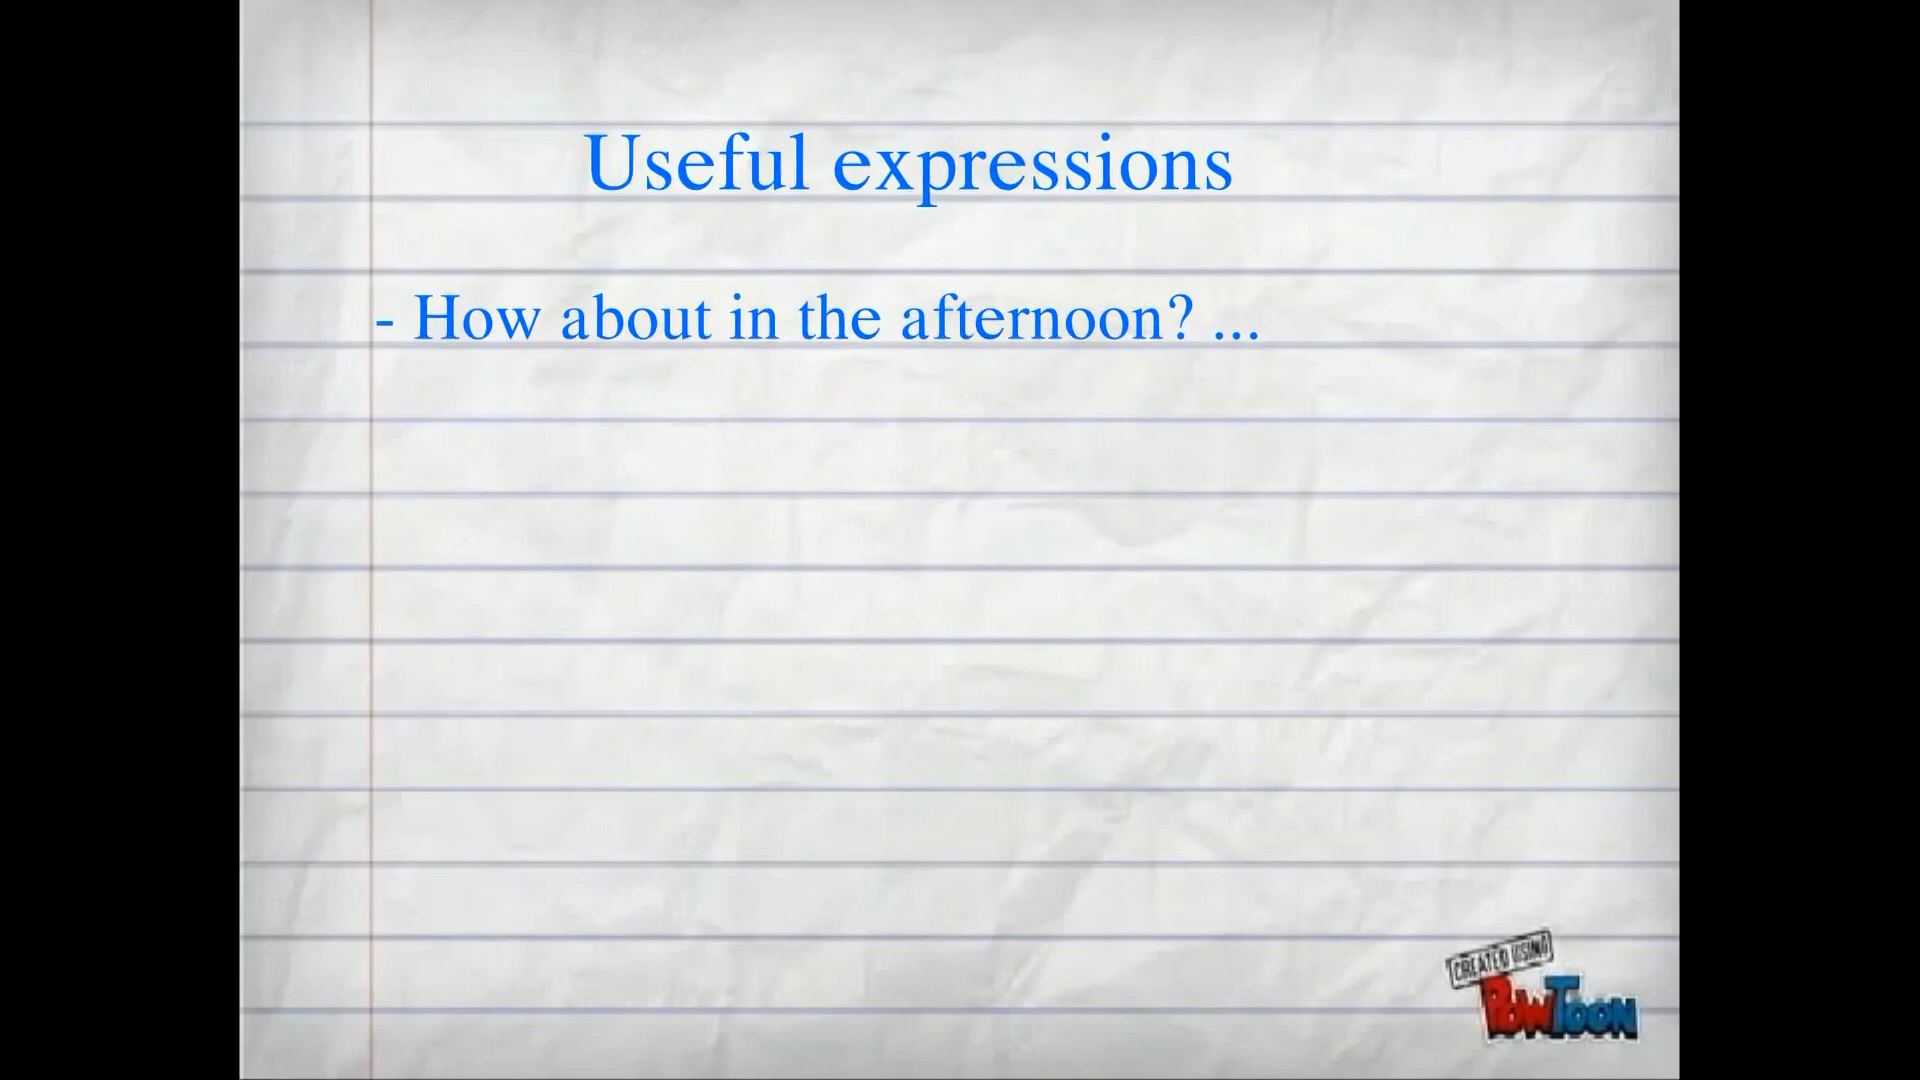 Useful expressions
- How about in the afternoon? ...
CREATED USING
POWTOON